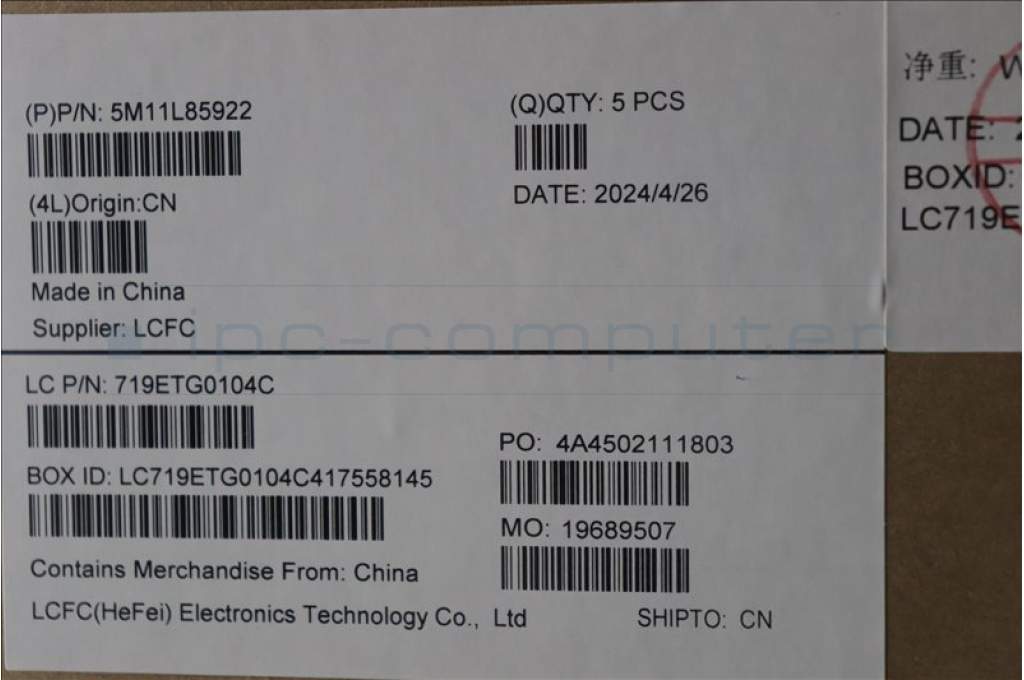 (P)P/N: 5M11L85922
(Q)QTY: 5 PCS
(4L)Origin:CN
DATE: 2024/4/26
Made in China
Supplier: LCFC
ipc-computer
LC P/N: 719ETG0104C
PO: 4A4502111803
BOX ID: LC719ETG0104C417558145
MO: 19689507
Contains Merchandise From: China
LCFC(HeFei) Electronics Technology Co., Ltd
SHIPTO: CN
净重:
DATE:
BOXID:
LC719E